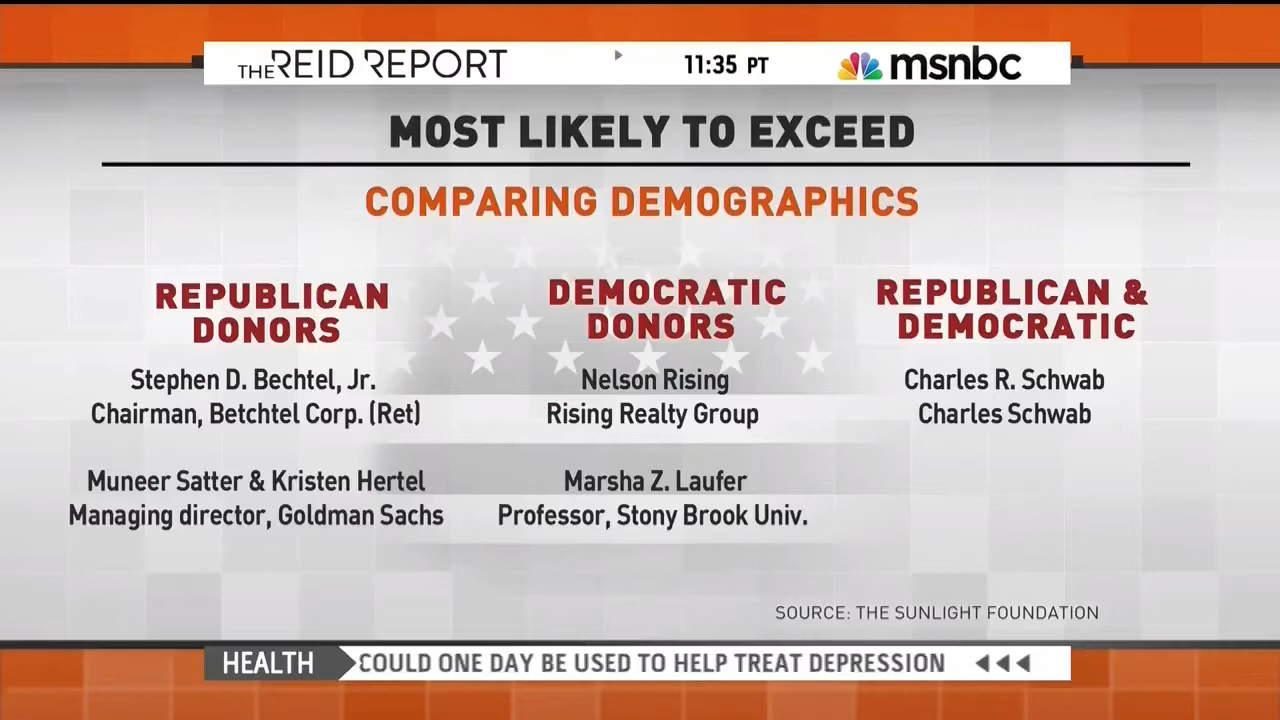 THE REID REPORT
11:35 PT
msnbc
MOST LIKELY TO EXCEED
COMPARING DEMOGRAPHICS
REPUBLICAN
DONORS
Stephen D. Bechtel, Jr.
Chairman, Betchtel Corp. (Ret)
Muneer Satter & Kristen Hertel
Managing director, Goldman Sachs
DEMOCRATIC
DONORS
Nelson Rising
Rising Realty Group
Marsha Z. Laufer
Professor, Stony Brook Univ.
REPUBLICAN &
DEMOCRATIC
Charles R. Schwab
Charles Schwab
SOURCE: THE SUNLIGHT FOUNDATION
HEALTH
COULD ONE DAY BE USED TO HELP TREAT DEPRESSION